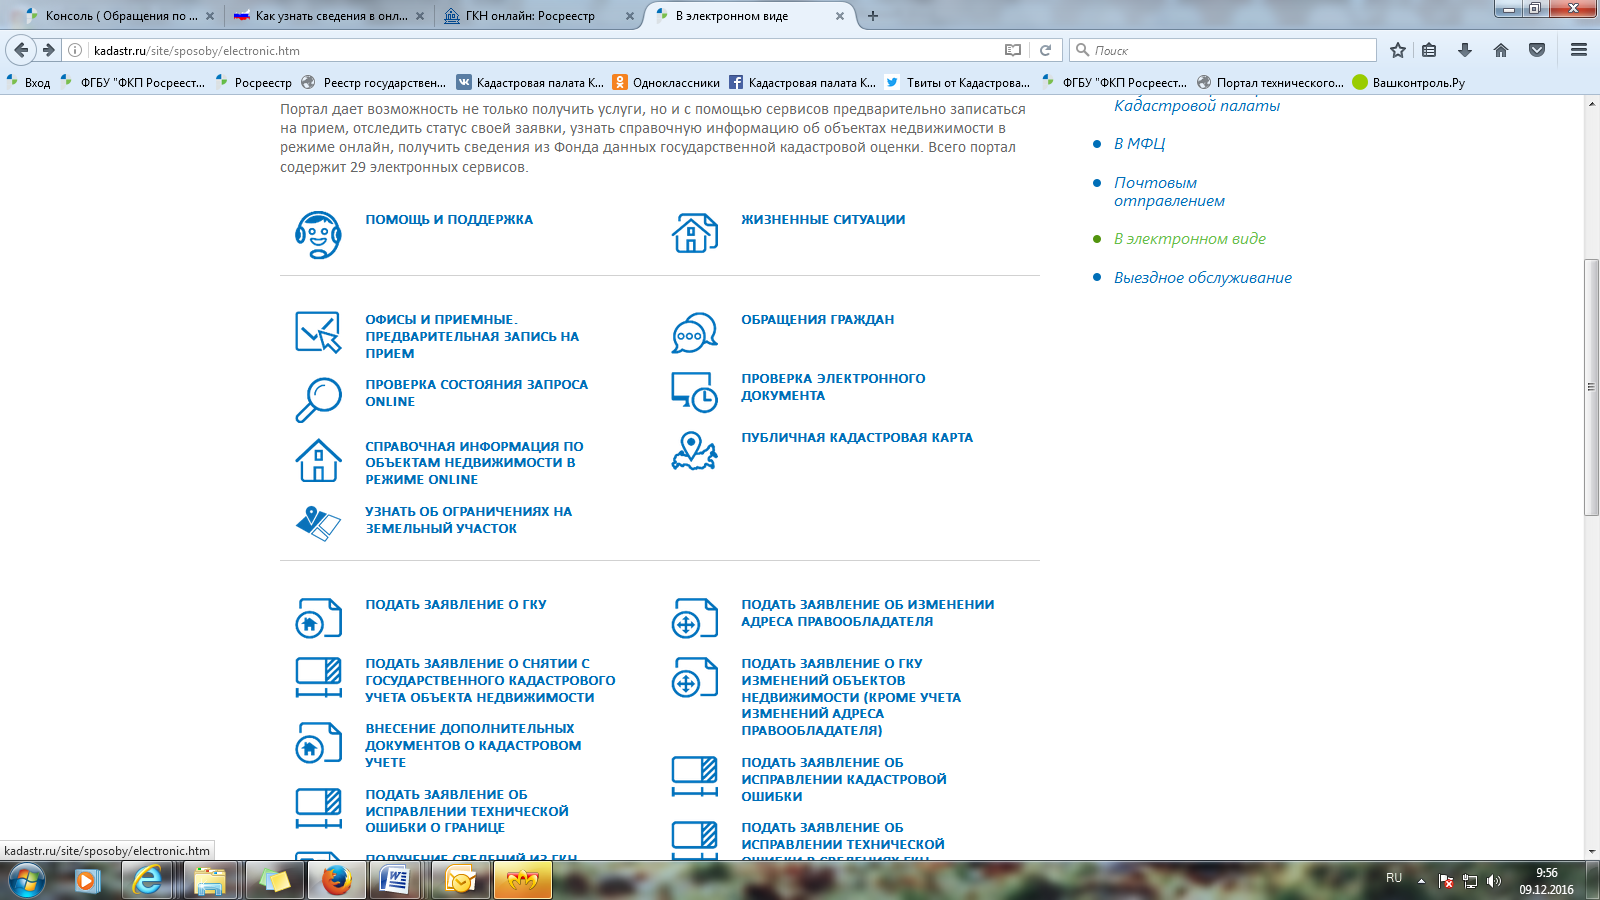 Консоль ( Обращения по ...
Как узнать сведения в онл...
ГКН онлайн: Росреестр
В электронном виде
kadastr.ru/site/sposoby/electronic.htm
Поиск
Вход
ФГБУ "ФКП Росреест...
Росреестр
Реестр государствен...
Кадастровая палата К...
Одноклассники
Кадастровая палата К...
Твиты от Кадастрова...
ФГБУ "ФКП Росреест...
Портал технического...
Вашконтроль.Ру
Портал дает возможность не только получить услуги, но и с помощью сервисов предварительно записаться
на прием, отследить статус своей заявки, узнать справочную информацию об объектах недвижимости в
режиме онлайн, получить сведения из Фонда данных государственной кадастровой оценки. Всего портал
содержит 29 электронных сервисов.
Кадастровой палаты
В МФЦ
Почтовым
отправлением
В электронном виде
Выездное обслуживание
ПОМОЩЬ И ПОДДЕРЖКА
ЖИЗНЕННЫЕ СИТУАЦИИ
ОФИСЫ И ПРИЕМНЫЕ.
ПРЕДВАРИТЕЛЬНАЯ ЗАПИСЬ НА
ПРИЕМ
ПРОВЕРКА СОСТОЯНИЯ ЗАПРОСА
ONLINE
СПРАВОЧНАЯ ИНФОРМАЦИЯ ПО
ОБЪЕКТАМ НЕДВИЖИМОСТИ В
РЕЖИМЕ ONLINE
УЗНАТЬ ОБ ОГРАНИЧЕНИЯХ НА
ЗЕМЕЛЬНЫЙ УЧАСТОК
ОБРАЩЕНИЯ ГРАЖДАН
ПРОВЕРКА ЭЛЕКТРОННОГО
ДОКУМЕНТА
ПУБЛИЧНАЯ КАДАСТРОВАЯ КАРТА
ПОДАТЬ ЗАЯВЛЕНИЕ О ГКУ
ПОДАТЬ ЗАЯВЛЕНИЕ О СНЯТИИ С
ГОСУДАРСТВЕННОГО КАДАСТРОВОГО
УЧЕТА ОБЪЕКТА НЕДВИЖИМОСТИ
ВНЕСЕНИЕ ДОПОЛНИТЕЛЬНЫХ
ДОКУМЕНТОВ О КАДАСТРОВОМ
УЧЕТЕ
ПОДАТЬ ЗАЯВЛЕНИЕ ОБ
ИСПРАВЛЕНИИ ТЕХНИЧЕСКОЙ
ОШИБКИ О ГРАНИЦЕ
ПОЛУЧЕНИЕ СВЕДЕНИЙ ИЗ ГКН
ПОДАТЬ ЗАЯВЛЕНИЕ ОБ ИЗМЕНЕНИИ
АДРЕСА ПРАВООБЛАДАТЕЛЯ
ПОДАТЬ ЗАЯВЛЕНИЕ О ГКУ
ИЗМЕНЕНИЙ ОБЪЕКТОВ
НЕДВИЖИМОСТИ (КРОМЕ УЧЕТА
ИЗМЕНЕНИЙ АДРЕСА
ПРАВООБЛАДАТЕЛЯ)
ПОДАТЬ ЗАЯВЛЕНИЕ ОБ
ИСПРАВЛЕНИИ КАДАСТРОВОЙ
ОШИБКИ
ПОДАТЬ ЗАЯВЛЕНИЕ ОБ
ИСПРАВЛЕНИИ ТЕХНИЧЕСКОЙ
ОШИБКИ В СВЕДЕНИЯХ ГКН
kadastr.ru/site/sposoby/electronic.htm
RU
9:56
09.12.2016